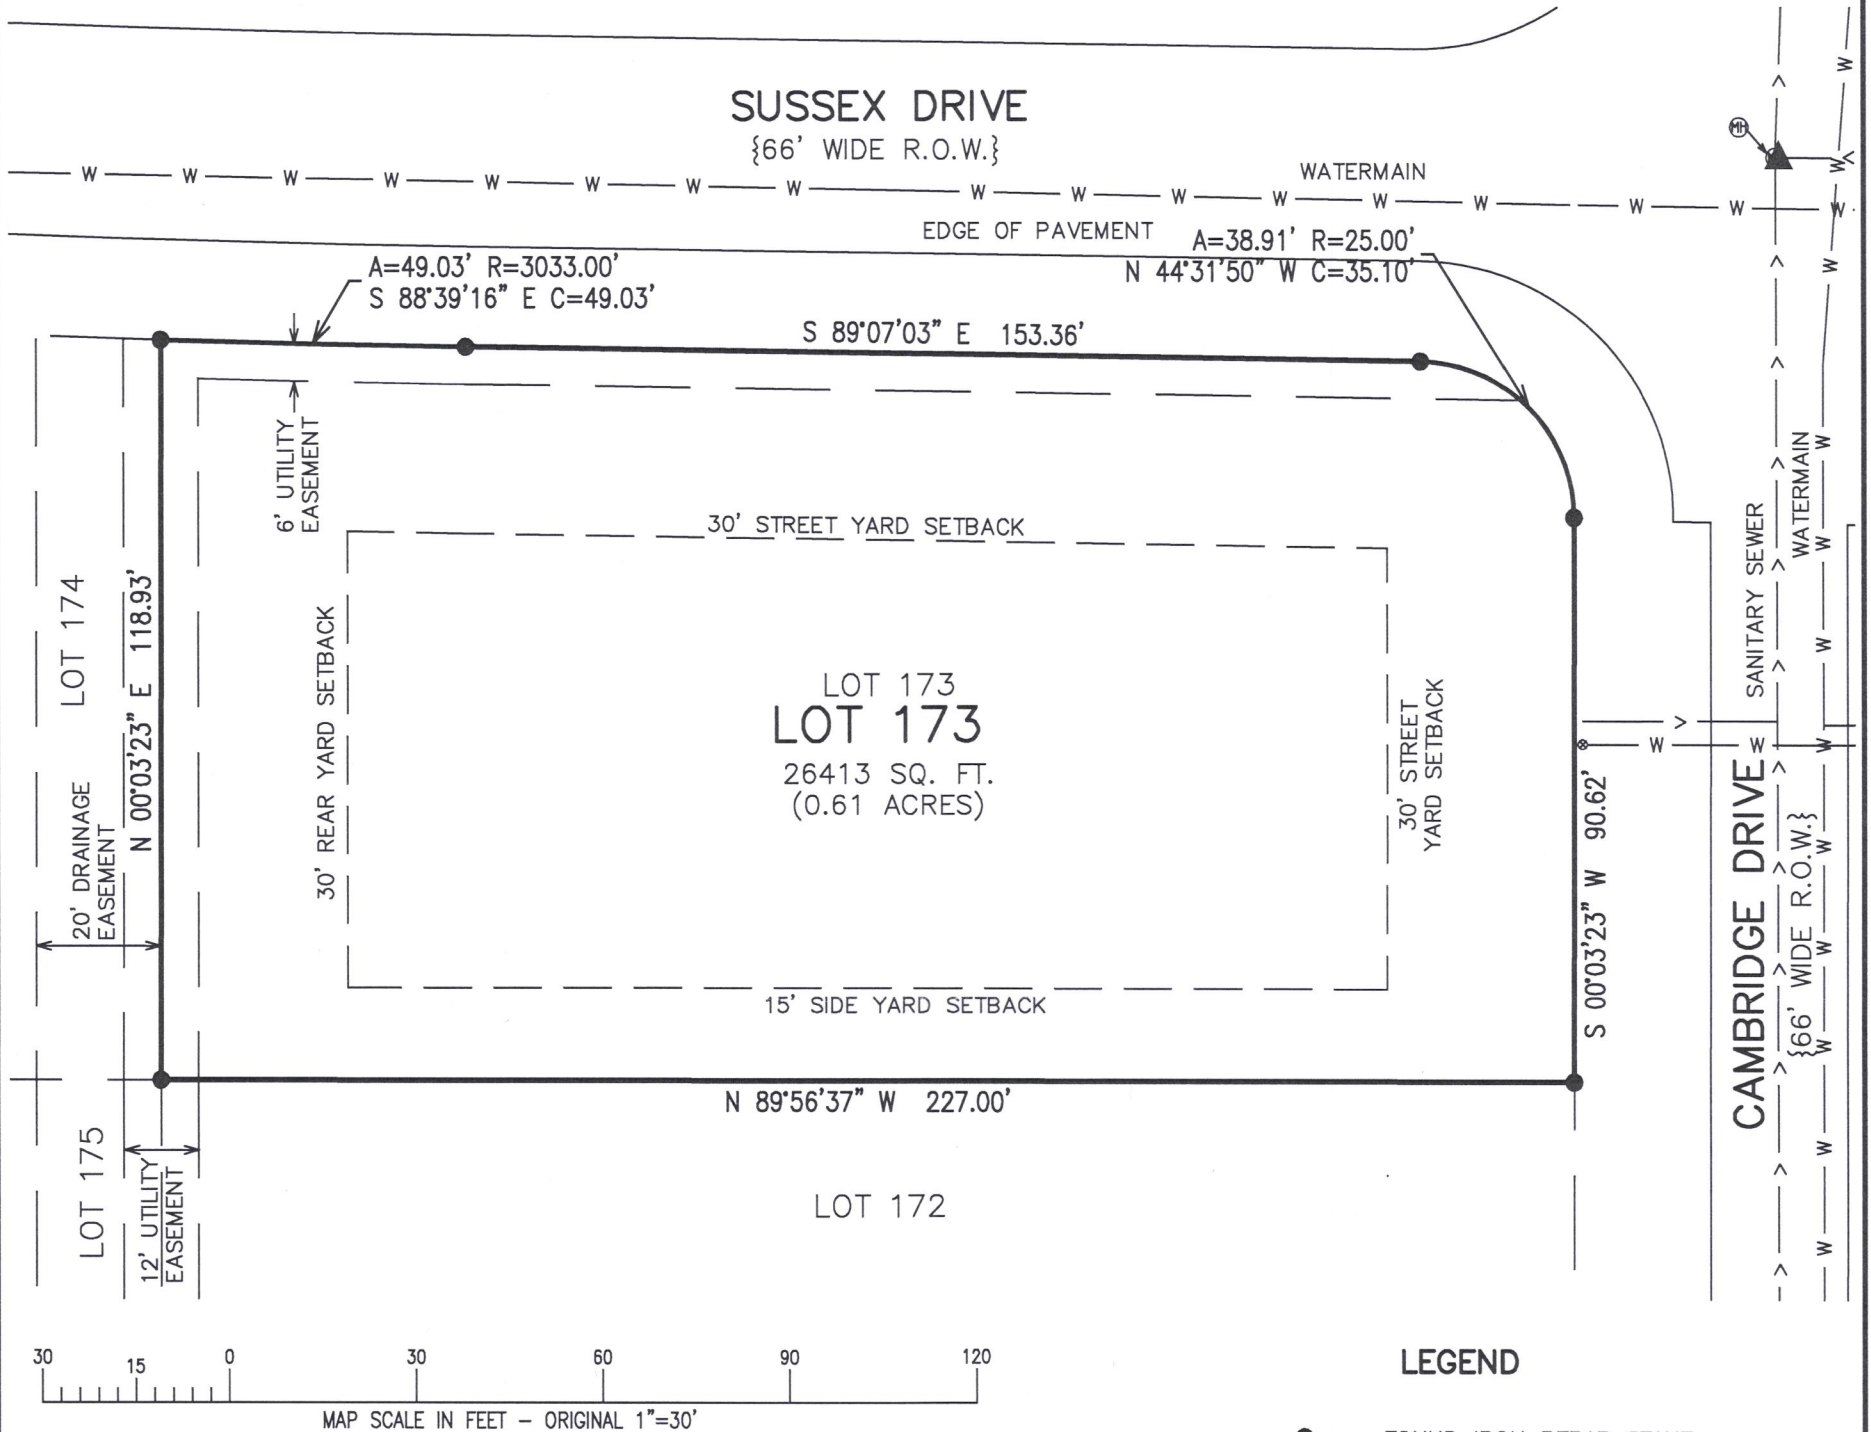 SUSSEX DRIVE
{66' WIDE R.O.W.}
WATERMAIN
MH
W W W W W W W W W W W W W W W W W
EDGE OF PAVEMENT
A=38.91' R=25.00'
N 44°31'50" W C=35.10'
A=49.03' R=3033.00'
S 88°39'16" E C=49.03'
S 89°07'03" E 153.36'
6' UTILITY
EASEMENT
30' STREET YARD SETBACK
LOT 174
N 00°03'23" E 118.93'
30' REAR YARD SETBACK
LOT 173
LOT 173
26413 SQ. FT.
(0.61 ACRES)
30' STREET
YARD SETBACK
SANITARY SEWER
WATERMAIN
W W
S 00°03'23" W 90.62'
CAMBRIDGE DRIVE
{66' WIDE R.O.W.}
20' DRAINAGE
EASEMENT
15' SIDE YARD SETBACK
N 89°56'37" W 227.00'
LOT 175
12' UTILITY
EASEMENT
LOT 172
30 15 0 30 60 90 120
MAP SCALE IN FEET – ORIGINAL 1"=30'
LEGEND